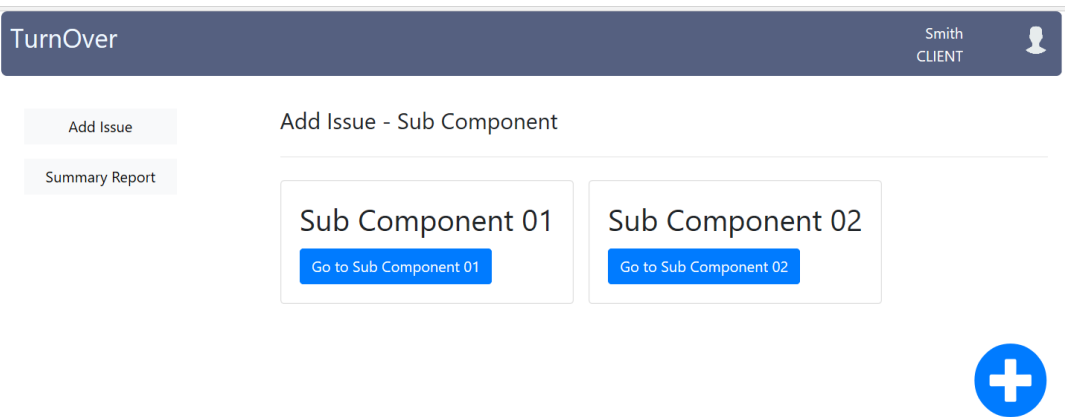 TurnOver
Smith
CLIENT
Add Issue
Summary Report
Add Issue - Sub Component
Sub Component 01
Go to Sub Component 01
Sub Component 02
Go to Sub Component 02